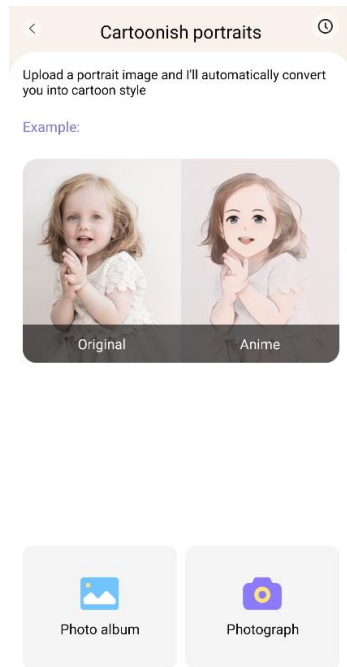 Cartoonish portraits
Upload a portrait image and I'll automatically convert
you into cartoon style
Example:
Original
Anime
Photo album
Photograph